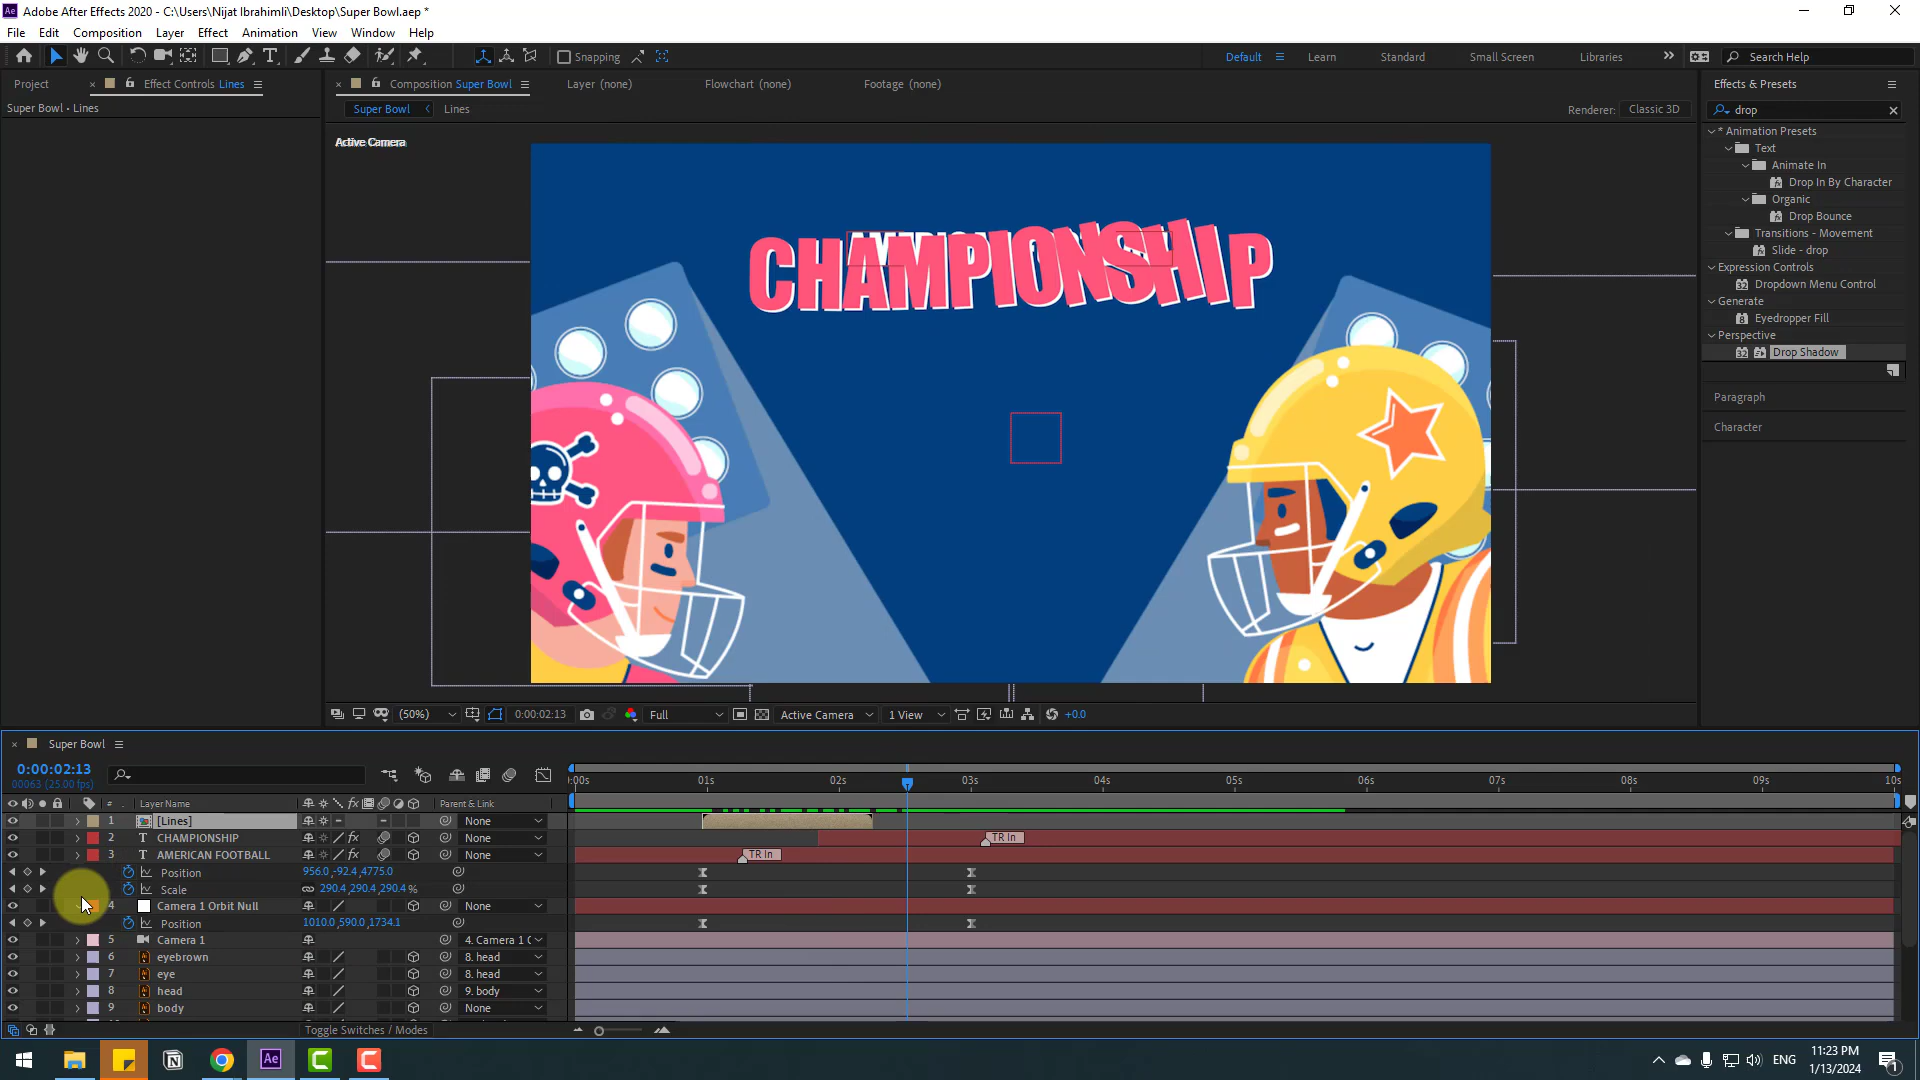 Adobe After Effects 2020 - C:\Users\Nijat Ibrahimli\Desktop\Super Bowl.aep *
File Edit Composition Layer Effect Animation View Window Help
Snapping
Default Learn Standard Small Screen Libraries Search Help
Project Effect Controls Lines
Composition Super Bowl Layer (none) Flowchart (none) Footage (none)
Effects & Presets
Super Bowl • Lines
Super Bowl Lines
Renderer: Classic 3D
drop
* Animation Presets
Text
Animate In
Drop In By Character
Organic
Drop Bounce
Transitions - Movement
Slide - drop
Expression Controls
Dropdown Menu Control
Generate
Eyedropper Fill
Perspective
Drop Shadow
Paragraph
Character
Active Camera
CHAMPIONSHIP
(50%) 0:00:02:13 Full Active Camera 1 View +0.0
Super Bowl
0:00:02:13
00063 (25.00 fps)
:00s 01s 02s 03s 04s 05s 06s 07s 08s 09s 10s
# Layer Name Parent & Link
1 [Lines] None
2 T CHAMPIONSHIP None TR In
3 T AMERICAN FOOTBALL None TR In
Position 956.0,-92.4,4775.0
Scale 290.4,290.4,290.4 %
4 Camera 1 Orbit Null None
Position 1010.0,590.0,1734.1
5 Camera 1 4. Camera 1 (
6 eyebrown 8. head
7 eye 8. head
8 head 9. body
9 body None
Toggle Switches / Modes
ENG
11:23 PM
1/13/2024